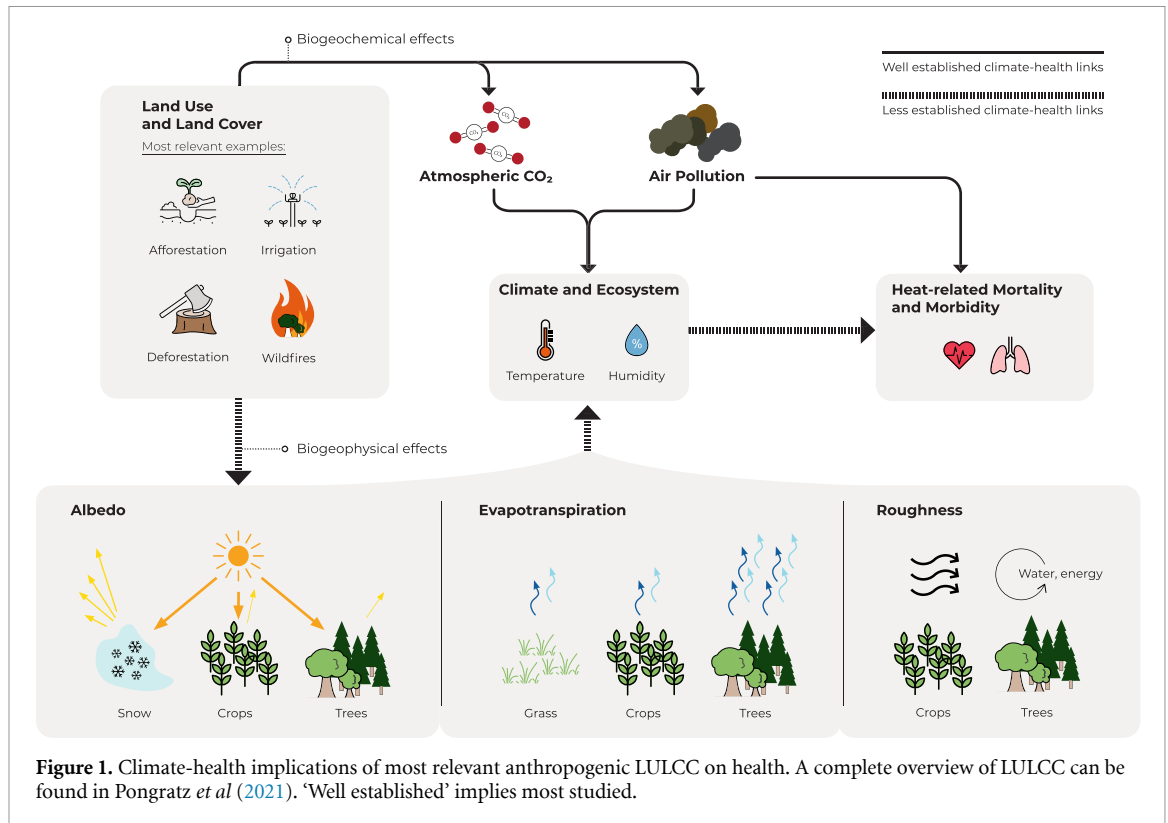 Biogeochemical effects
Well established climate-health links
Less established climate-health links
Land Use
and Land Cover
Most relevant examples:
Afforestation
Irrigation
Deforestation
Wildfires
CO₂
CO₂
CO₂
Atmospheric CO₂
Air Pollution
Climate and Ecosystem
%
Temperature
Humidity
Heat-related Mortality
and Morbidity
Biogeophysical effects
Albedo
Snow
Crops
Trees
Evapotranspiration
Grass
Crops
Trees
Roughness
Water, energy
Crops
Trees
Figure 1. Climate-health implications of most relevant anthropogenic LULCC on health. A complete overview of LULCC can be
found in Pongratz et al (2021). ‘Well established’ implies most studied.